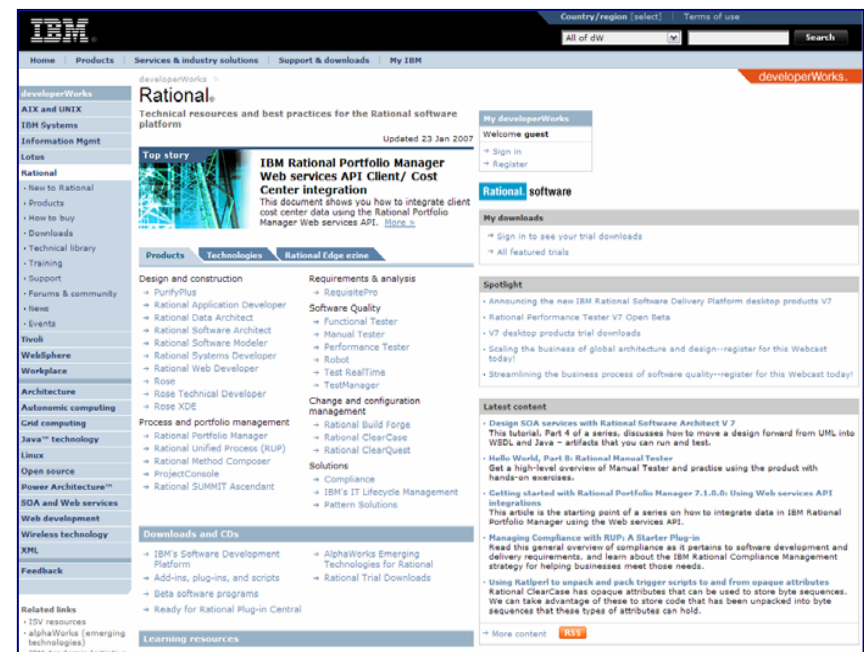 Country/region [select] | Terms of use
IBM®
All of dW
Search
Home | Products | Services & industry solutions | Support & downloads | My IBM
developerWorks.
developerWorks
AIX and UNIX
IBM Systems
Information Mgmt
Lotus
Rational
New to Rational
Products
How to buy
Downloads
Technical library
Training
Support
Forums & community
News
Events
Tivoli
WebSphere
Workplace
Architecture
Autonomic computing
Grid computing
Java™ technology
Linux
Open source
Power Architecture™
SOA and Web services
Web development
Wireless technology
XML
Feedback
Related links
ISV resources
alphaWorks (emerging
technologies)
developerWorks >
Rational®
Technical resources and best practices for the Rational software
platform
Updated 23 Jan 2007
Top story
IBM Rational Portfolio Manager
Web services API Client/ Cost
Center integration
This document shows you how to integrate client
cost center data using the Rational Portfolio
Manager Web services API. More >
Products
Technologies
Rational Edge ezine
Design and construction
→ PurifyPlus
→ Rational Application Developer
→ Rational Data Architect
→ Rational Software Architect
→ Rational Software Modeler
→ Rational Systems Developer
→ Rational Web Developer
→ Rose
→ Rose Technical Developer
→ Rose XDE
Process and portfolio management
→ Rational Portfolio Manager
→ Rational Unified Process (RUP)
→ Rational Method Composer
→ ProjectConsole
→ Rational SUMMIT Ascendant
Requirements & analysis
→ RequisitePro
Software Quality
→ Functional Tester
→ Manual Tester
→ Performance Tester
→ Robot
→ Test RealTime
→ TestManager
Change and configuration
management
→ Rational Build Forge
→ Rational ClearCase
→ Rational ClearQuest
Solutions
→ Compliance
→ IBM's IT Lifecycle Management
→ Pattern Solutions
Downloads and CDs
→ IBM's Software Development
Platform
→ Add-ins, plug-ins, and scripts
→ Beta software programs
→ Ready for Rational Plug-in Central
→ AlphaWorks Emerging
Technologies for Rational
→ Rational Trial Downloads
Learning resources
My developerWorks
Welcome guest
→ Sign in
→ Register
Rational. software
My downloads
→ Sign in to see your trial downloads
→ All featured trials
Spotlight
Announcing the new IBM Rational Software Delivery Platform desktop products V7
Rational Performance Tester V7 Open Beta
V7 desktop products trial downloads
Scaling the business of global architecture and design--register for this Webcast
today!
Streamlining the business process of software quality--register for this Webcast today!
Latest content
Design SOA services with Rational Software Architect V 7
This tutorial, Part 4 of a series, discusses how to move a design forward from UML into
WSDL and Java – artifacts that you can run and test.
Hello World, Part 8: Rational Manual Tester
Get a high-level overview of Manual Tester and practice using the product with
hands-on exercises.
Getting started with Rational Portfolio Manager 7.1.0.0: Using Web services API
integrations
This article is the starting point of a series on how to integrate data in IBM Rational
Portfolio Manager using the Web services API.
Managing Compliance with RUP: A Starter Plug-in
Read this general overview of compliance as it pertains to software development and
delivery requirements, and learn about the IBM Rational Compliance Management
strategy for helping businesses meet those needs.
Using Ratlperl to unpack and pack trigger scripts to and from opaque attributes
Rational ClearCase has opaque attributes that can be used to store byte sequences.
We can take advantage of these to store code that has been unpacked into byte
sequences that these types of attributes can hold.
→ More content
RSS